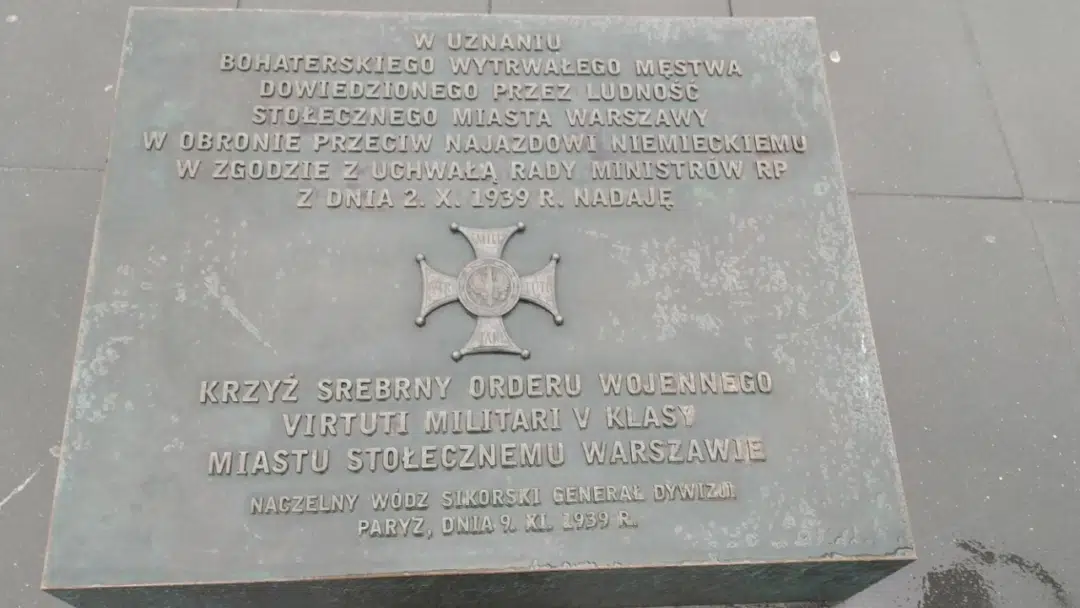 W UZNANIU
BOHATERSKIEGO WYTRWAŁEGO MĘSTWA
DOWIEDZIONEGO PRZEZ LUDNOŚĆ
STOŁECZNEGO MIASTA WARSZAWY
W OBRONIE PRZECIW NAJAZDOWI NIEMIECKIEMU
W ZGODZIE Z UCHWAŁĄ RADY MINISTRÓW RP
Z DNIA 2. X. 1939 R. NADAJĘ
KRZYŻ SREBRNY ORDERU WOJENNEGO
VIRTUTI MILITARI V KLASY
MIASTU STOŁECZNEMU WARSZAWIE
NACZELNY WÓDZ SIKORSKI GENERAŁ DYWIZJI
PARYŻ, DNIA 9. XI. 1939 R.